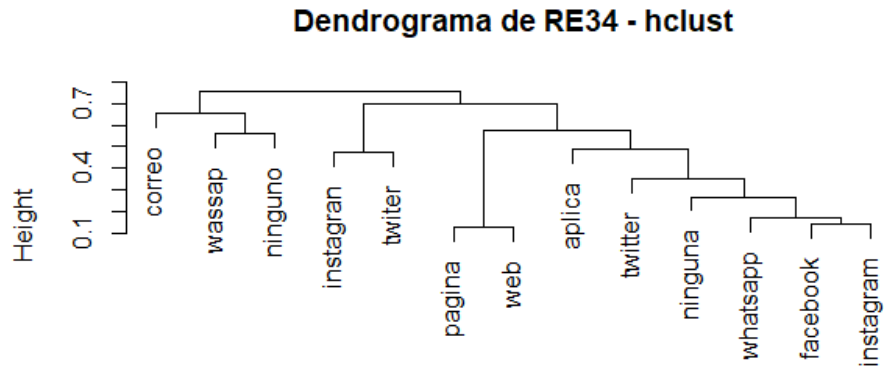 Dendrograma de RE34 - hclust
Height
0.1
0.4
0.7
correo
wassap
ninguno
instagran
twiter
pagina
web
aplica
twitter
ninguna
whatsapp
facebook
instagram